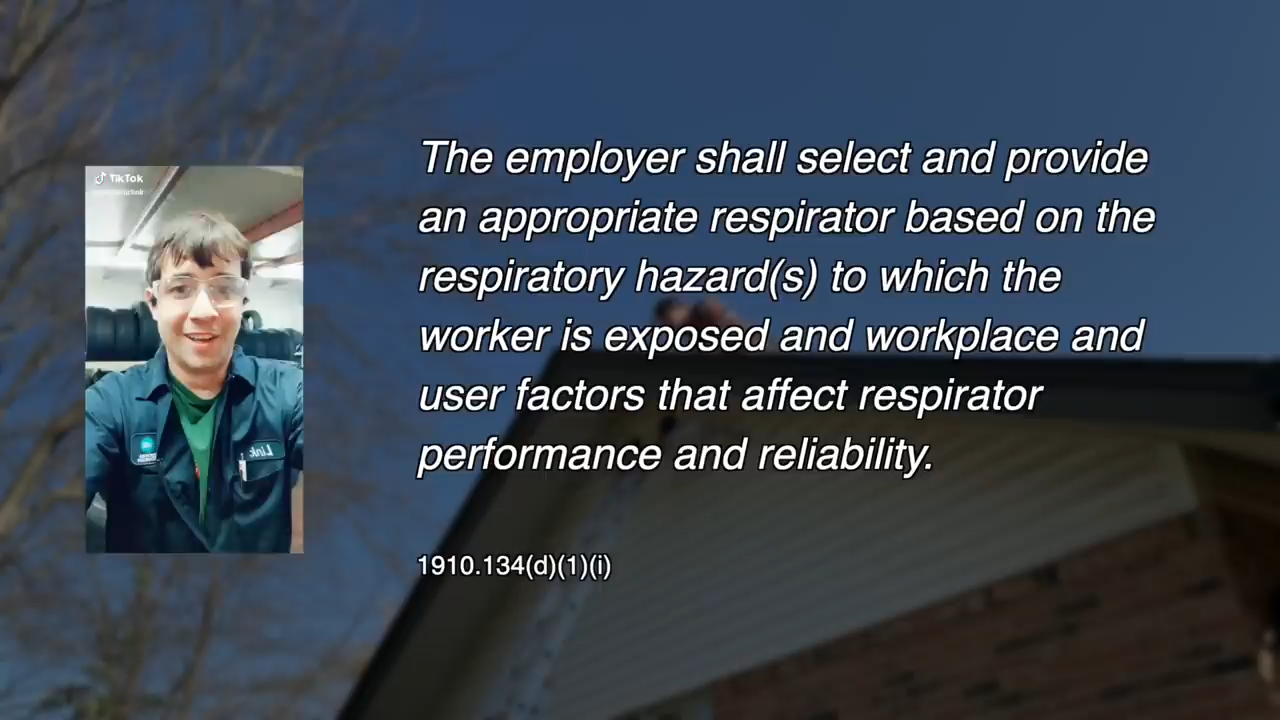 TikTok
The employer shall select and provide
an appropriate respirator based on the
respiratory hazard(s) to which the
worker is exposed and workplace and
user factors that affect respirator
performance and reliability.
Link
1910.134(d)(1)(i)